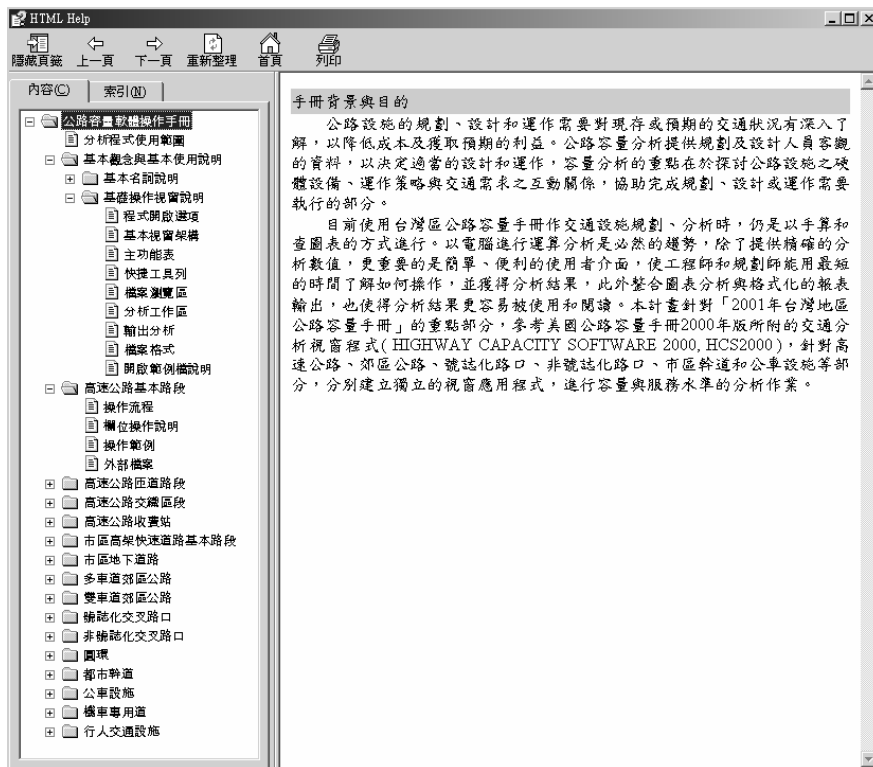 HTML Help
隱藏頁籤 上一頁 下一頁 重新整理 首頁 列印
內容(C) 索引(N)
公路容量軟體操作手冊
分析程式使用範圍
基本觀念與基本使用說明
基本名詞說明
基礎操作視窗說明
程式開啟選項
基本視窗架構
主功能表
快捷工具列
檔案瀏覽區
分析工作區
輸出分析
檔案格式
開啟範例檔說明
高速公路基本路段
操作流程
欄位操作說明
操作範例
外部檔案
高速公路匝道路段
高速公路交織區段
高速公路收費站
市區高架快速道路基本路段
市區地下道路
多車道郊區公路
雙車道郊區公路
號誌化交叉路口
非號誌化交叉路口
圓環
都市幹道
公車設施
機車專用道
行人交通設施
手冊背景與目的
公路設施的規劃、設計和運作需要對現存或預期的交通狀況有深入了
解，以降低成本及獲取預期的利益。公路容量分析提供規劃及設計人員客觀
的資料，以決定適當的設計和運作，容量分析的重點在於探討公路設施之硬
體設備、運作策略與交通需求之互動關係，協助完成規劃、設計或運作需要
執行的部分。
目前使用台灣區公路容量手冊作交通設施規劃、分析時，仍是以手算和
查圖表的方式進行。以電腦進行運算分析是必然的趨勢，除了提供精確的分
析數值，更重要的是簡單、便利的使用者介面，使工程師和規劃師能用最短
的時間了解如何操作，並獲得分析結果，此外整合圖表分析與格式化的報表
輸出，也使得分析結果更容易被使用和閱讀。本計畫針對「2001年台灣地區
公路容量手冊」的重點部分，參考美國公路容量手冊2000年版所附的交通分
析視窗程式( HIGHWAY CAPACITY SOFTWARE 2000, HCS2000)，針對高
速公路、郊區公路、號誌化路口、非號誌化路口、市區幹道和公車設施等部
分，分別建立獨立的視窗應用程式，進行容量與服務水準的分析作業。